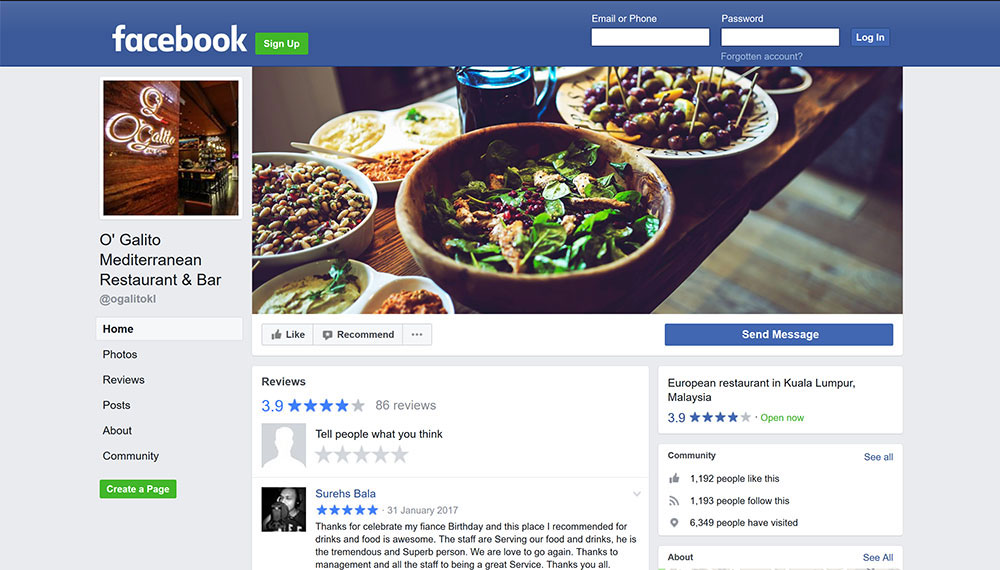 facebook
Sign Up
Email or Phone
Password
Log In
Forgotten account?
O'Galito
O' Galito
Mediterranean
Restaurant & Bar
@ogalitokl
Home
Photos
Reviews
Posts
About
Community
Create a Page
Like
Recommend
...
Send Message
Reviews
3.9 86 reviews
Tell people what you think
Surehs Bala
· 31 January 2017
Thanks for celebrate my fiance Birthday and this place I recommended for
drinks and food is awesome. The staff are Serving our food and drinks, he is
the tremendous and Superb person. We are love to go again. Thanks to
management and all the staff to being a great Service. Thanks You all.
European restaurant in Kuala Lumpur,
Malaysia
3.9 · Open now
Community See all
1,192 people like this
1,193 people follow this
6,349 people have visited
About See All